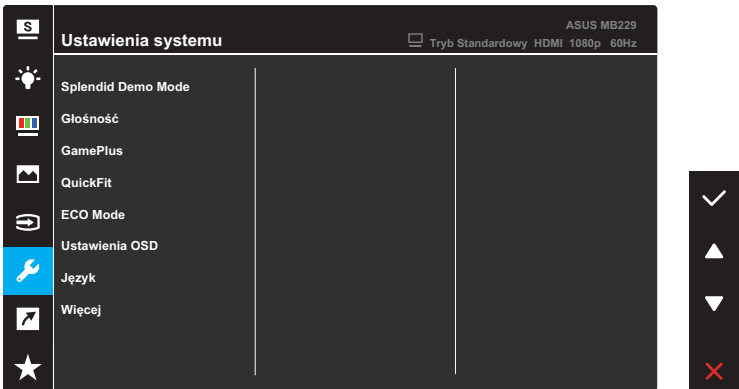 S
ASUS MB229
Ustawienia systemu
Tryb Standardowy HDMI 1080p 60Hz
Splendid Demo Mode
Głośność
GamePlus
QuickFit
ECO Mode
Ustawienia OSD
Język
Więcej